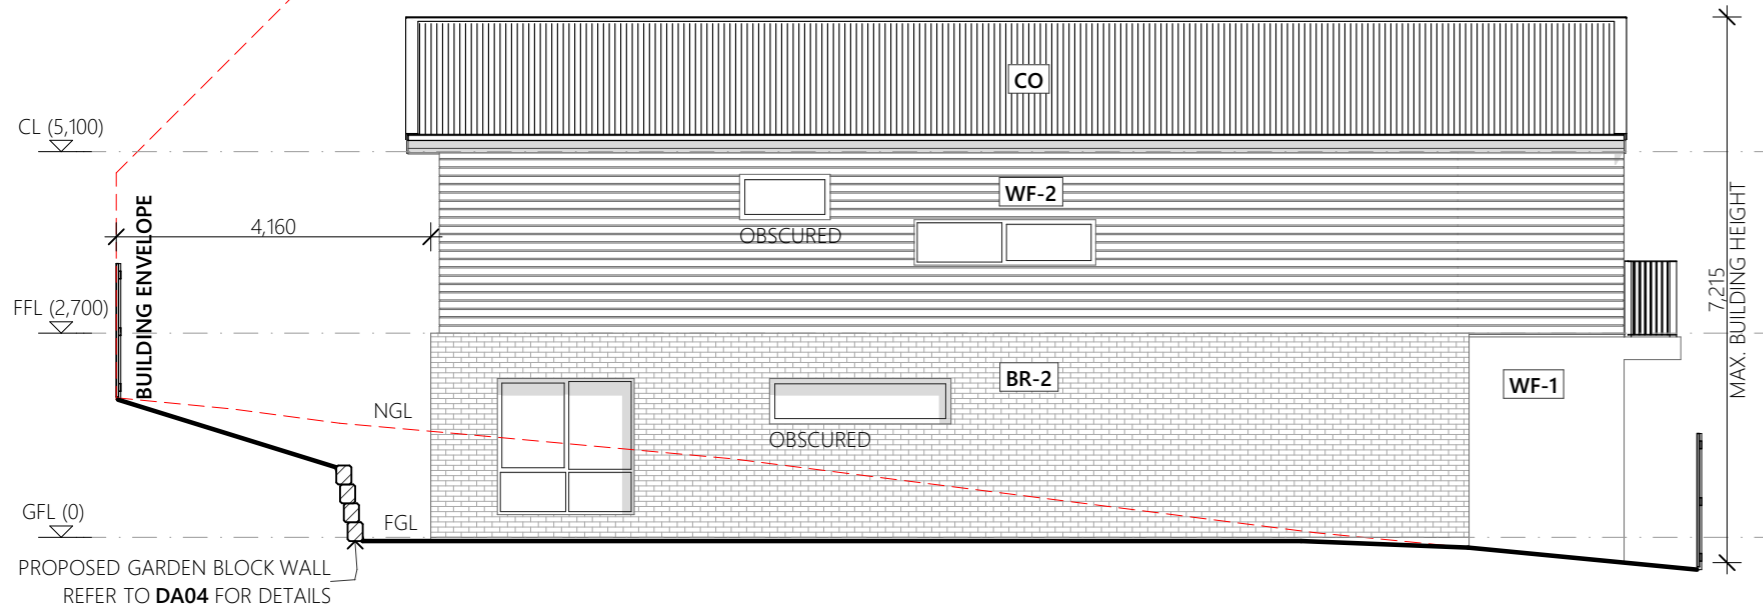 CO
CL (5,100)
WF-2
4,160
OBSCURED
BUILDING ENVELOPE
MAX. BUILDING HEIGHT
7,215
FFL (2,700)
BR-2
WF-1
NGL
OBSCURED
GFL (0)
FGL
PROPOSED GARDEN BLOCK WALL
REFER TO DA04 FOR DETAILS